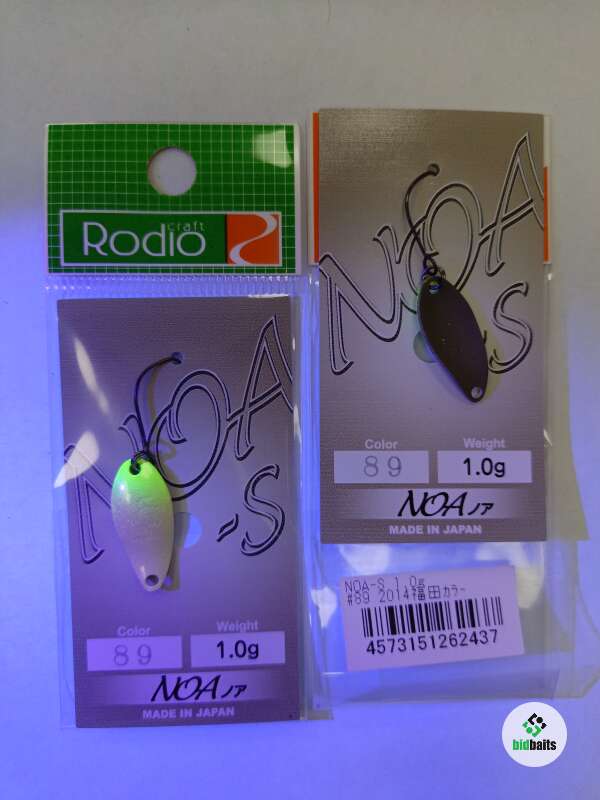 craft
Rodio
NOA
-S
Color
Weight
89
1.0g
NOA ノア
MADE IN JAPAN
NOA
-S
Color
Weight
89
1.0g
NOA ノア
MADE IN JAPAN
NOA-S 1.0g
#89 2014福田カラー
4573151262437
bidbaits